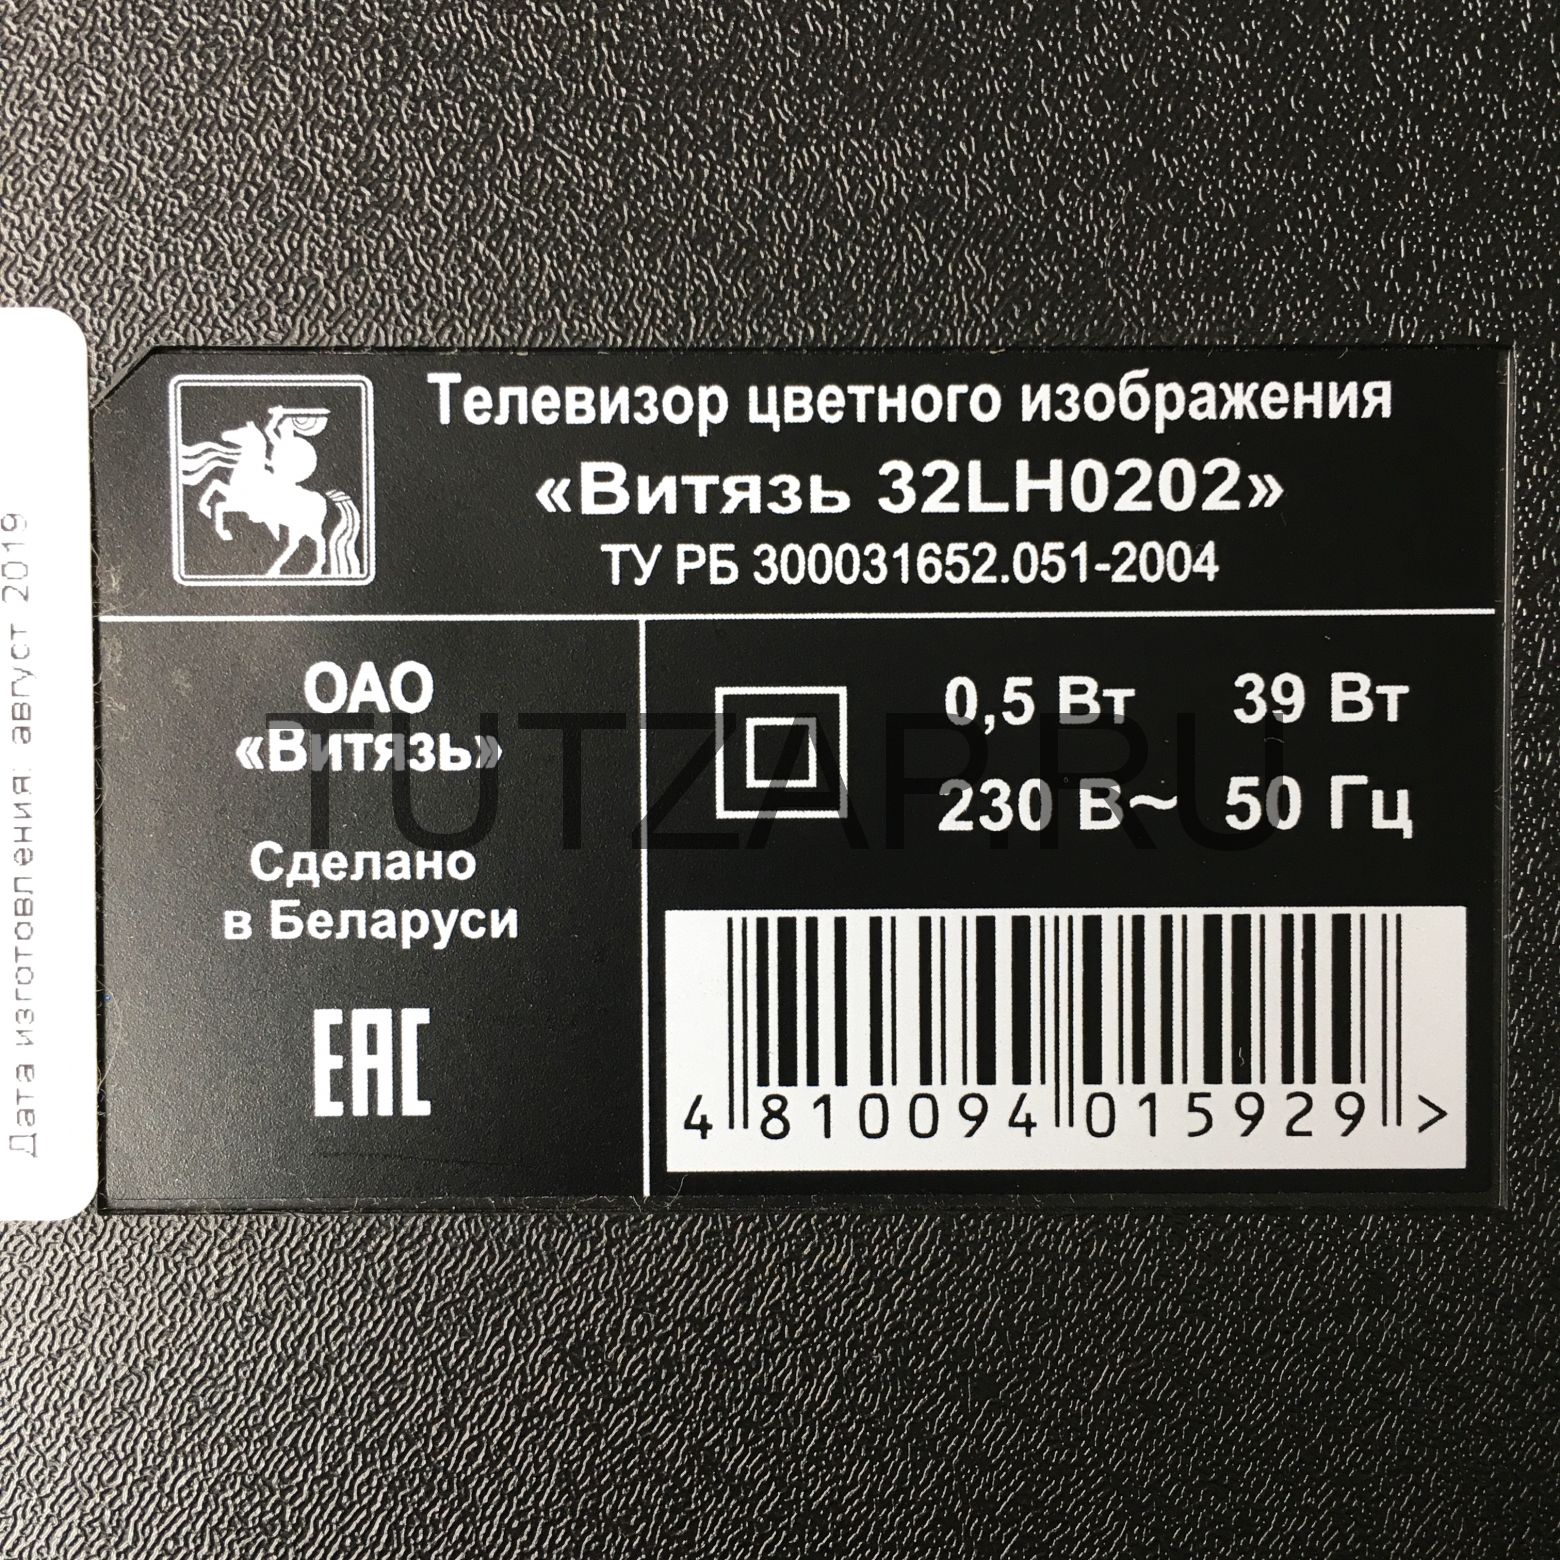 Телевизор цветного изображения
«Витязь 32LH0202»
ТУ РБ 300031652.051-2004
ОАО
«Витязь»
Сделано
в Беларуси
EAC
0,5 Вт 39 Вт
230 В~ 50 Гц
4 810094 015929 >
Дата изготовления: август 2019
TUTZAP.RU